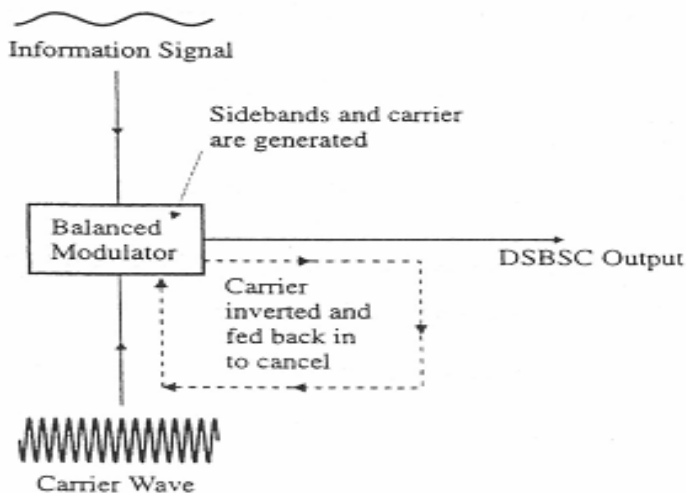 Information Signal
Sidebands and carrier
are generated
Balanced
Modulator
DSBSC Output
Carrier
inverted and
fed back in
to cancel
Carrier Wave